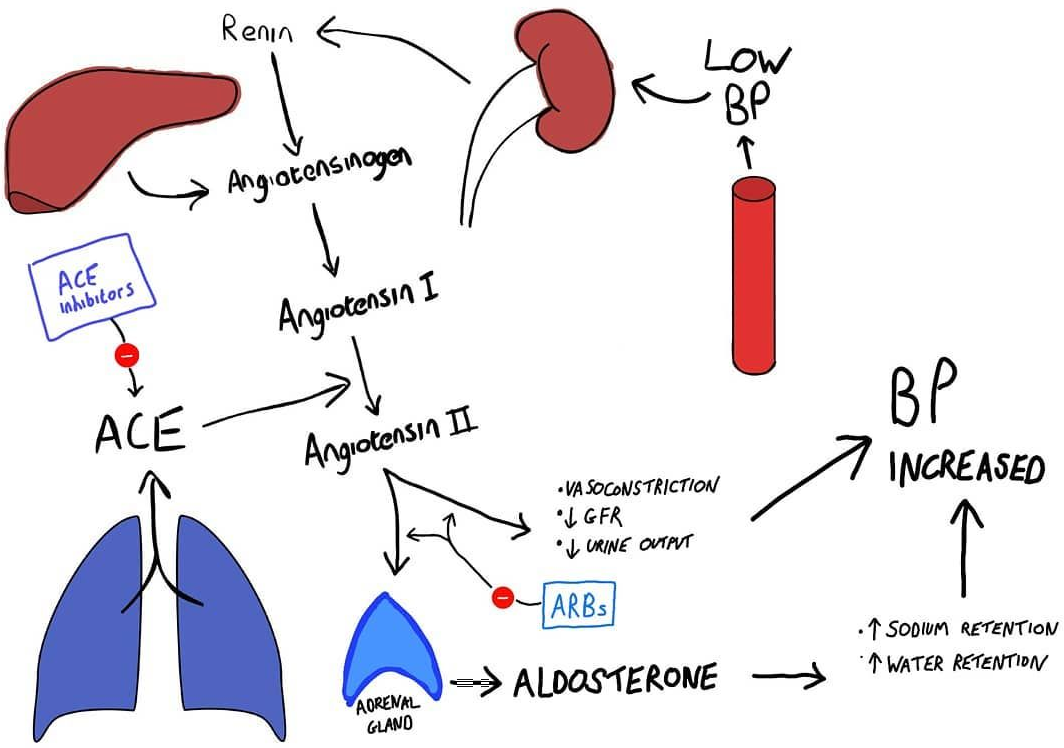 Renin
LOW
BP
Angiotensinogen
ACE
inhibitors
Angiotensin I
ACE
Angiotensin II
BP
INCREASED
•VASOCONSTRICTION
•↓ GFR
•↓ URINE OUTPUT
ARBs
ADRENAL
GLAND
ALDOSTERONE
•↑ SODIUM RETENTION
•↑ WATER RETENTION